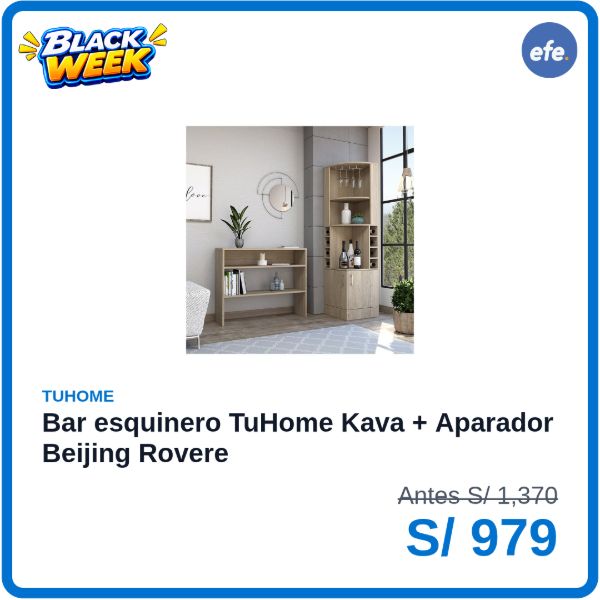 BLACK
WEEK
efe.
TUHOME
Bar esquinero TuHome Kava + Aparador
Beijing Rovere
Antes S/ 1,370
S/ 979